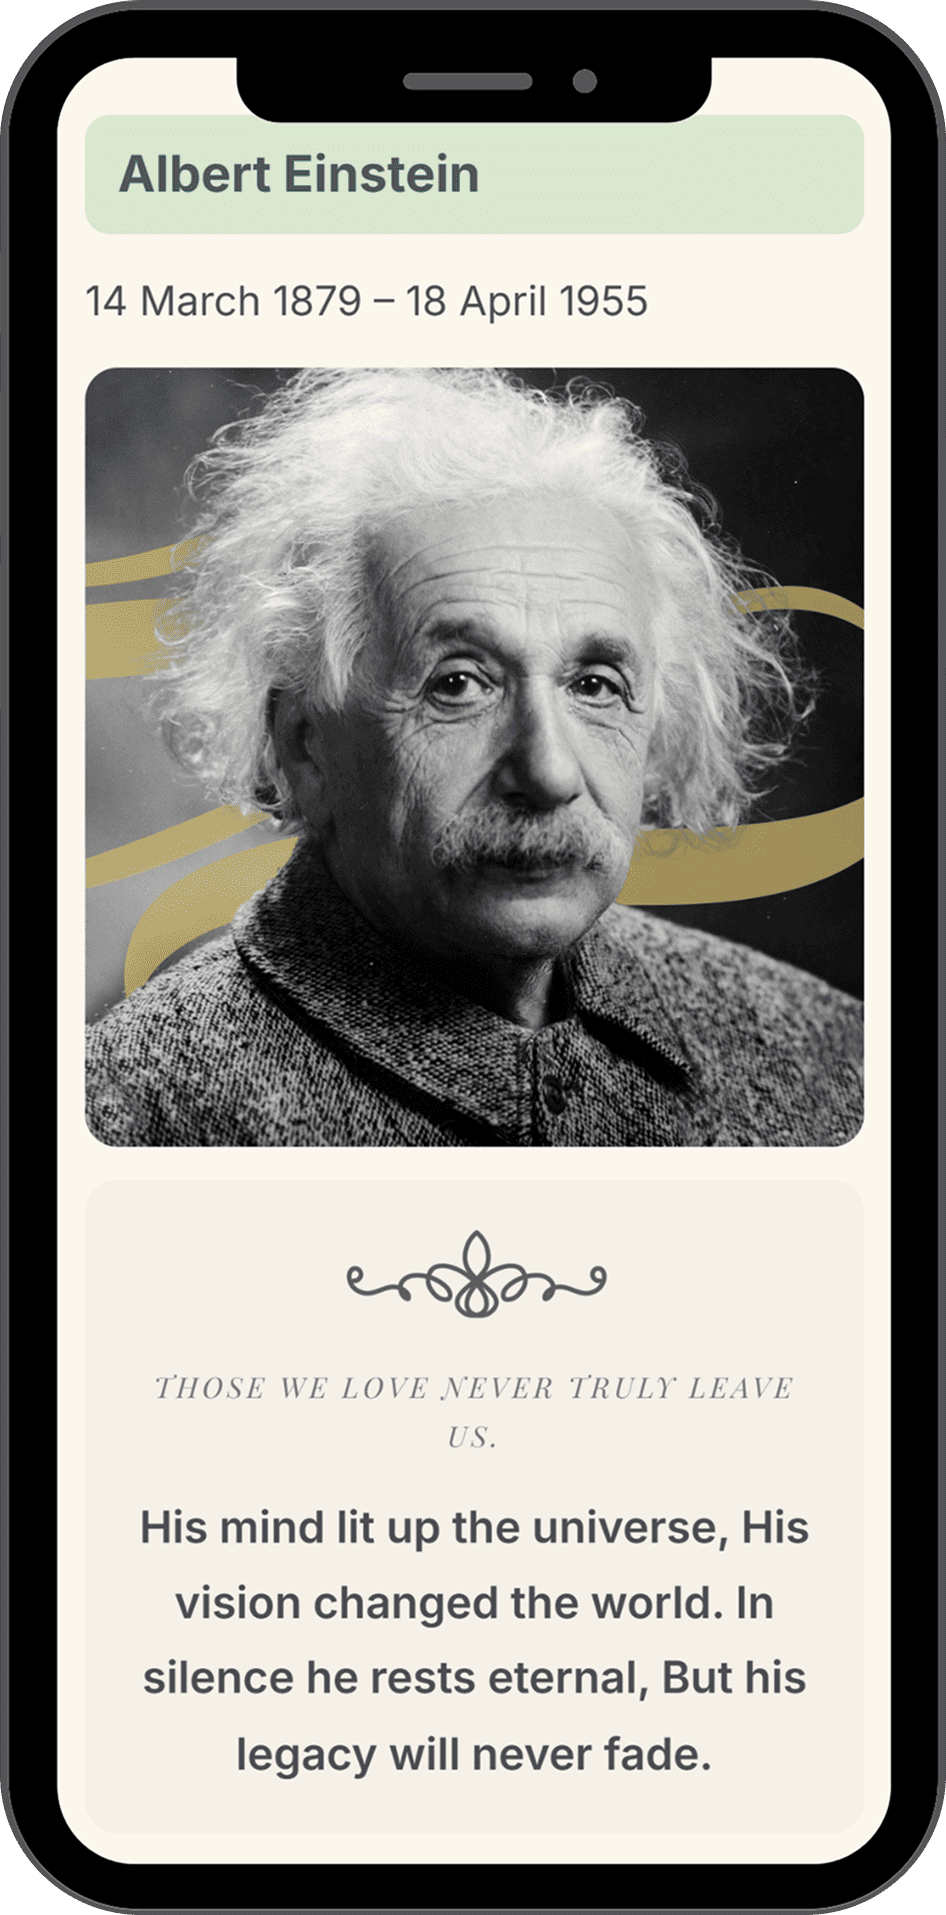 Albert Einstein
14 March 1879 – 18 April 1955
THOSE WE LOVE NEVER TRULY LEAVE
US.
His mind lit up the universe, His
vision changed the world. In
silence he rests eternal, But his
legacy will never fade.